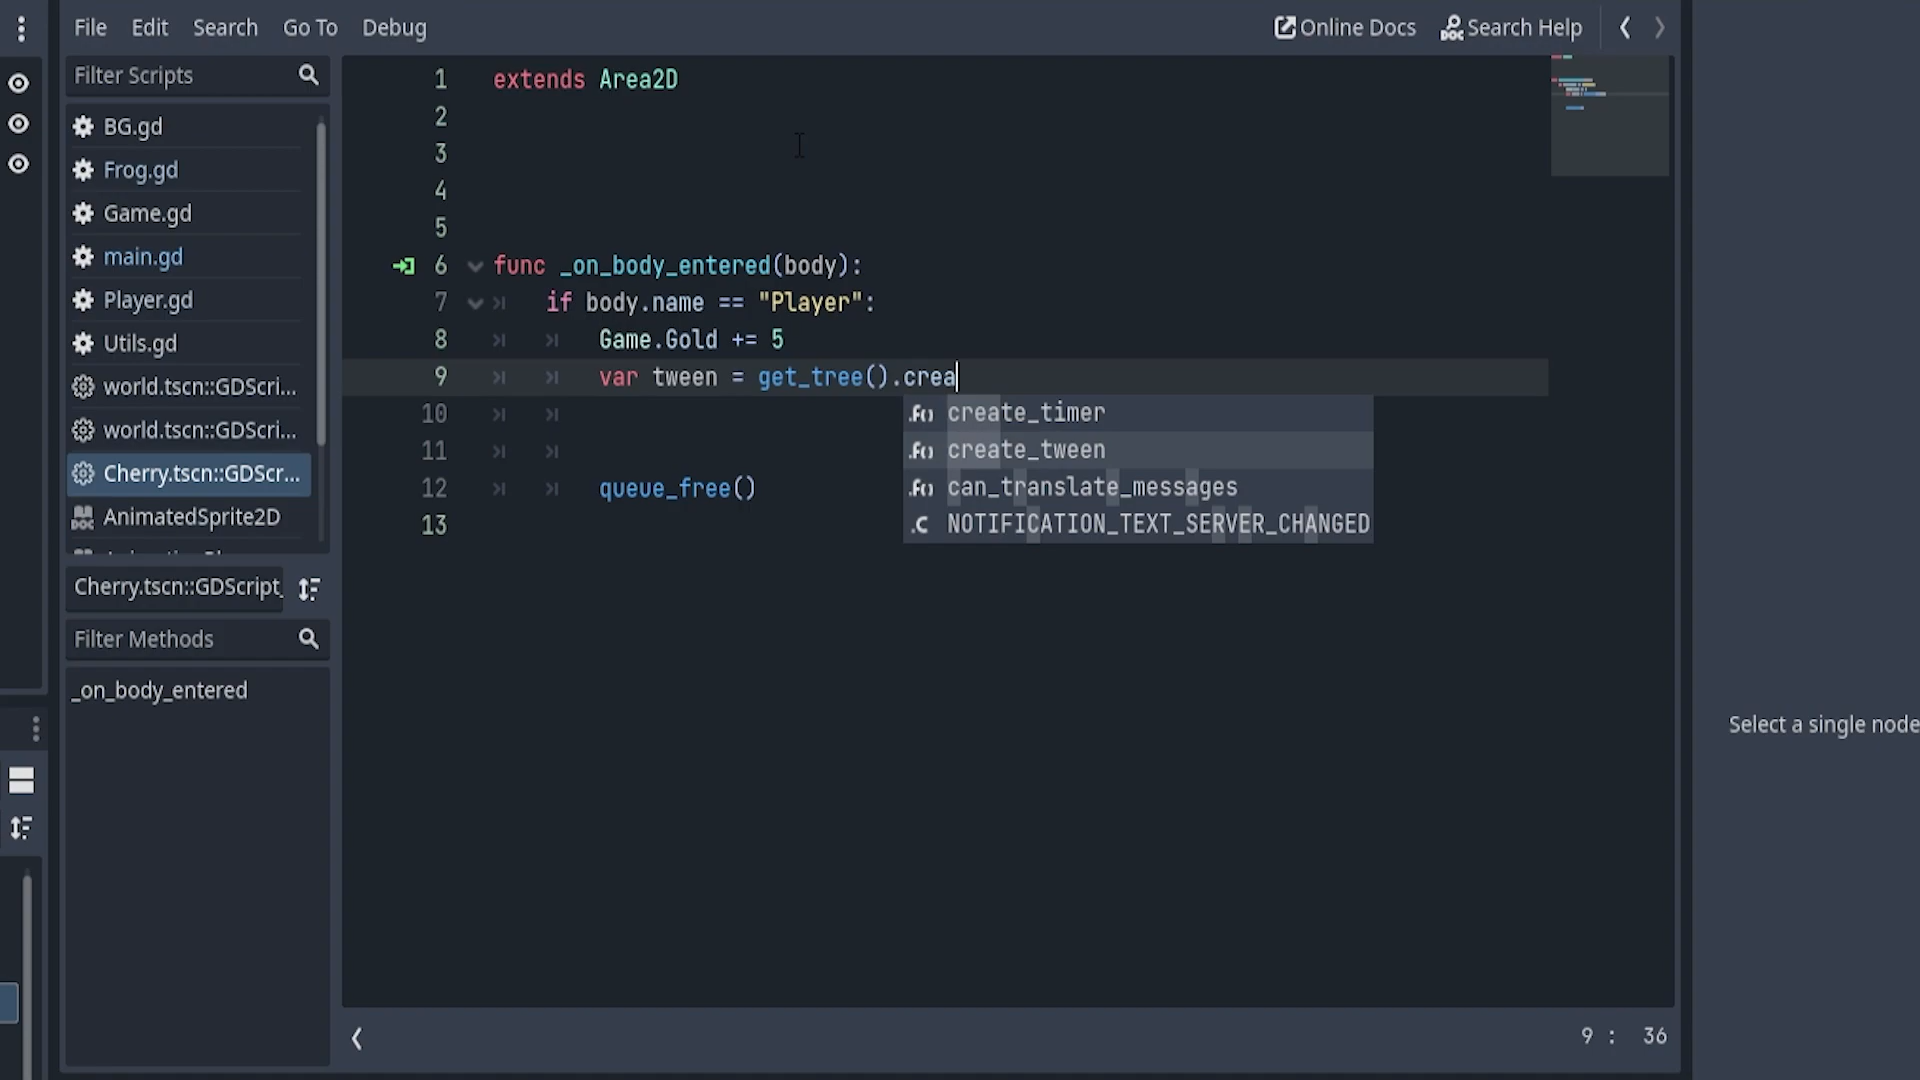 File Edit Search Go To Debug
Online Docs Search Help
Filter Scripts
BG.gd
Frog.gd
Game.gd
main.gd
Player.gd
Utils.gd
world.tscn::GDScri...
world.tscn::GDScri...
Cherry.tscn::GDScr...
AnimatedSprite2D
Cherry.tscn::GDScript_
Filter Methods
_on_body_entered
1 extends Area2D
2
3
4
5
6 func _on_body_entered(body):
7 if body.name == "Player":
8 Game.Gold += 5
9 var tween = get_tree().crea
10
11
12 queue_free()
13
create_timer
create_tween
can_translate_messages
.C NOTIFICATION_TEXT_SERVER_CHANGED
Select a single node
9 : 36